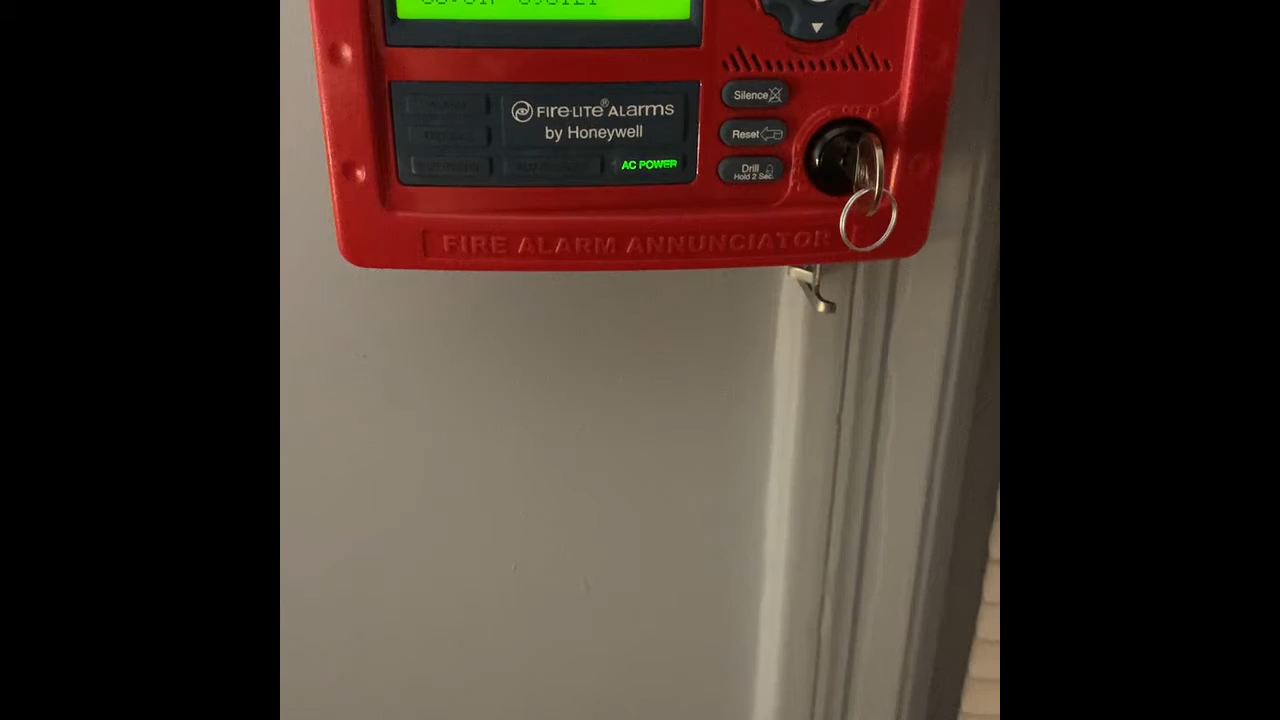 FIRE·LITE® ALARMS
by Honeywell
AC POWER
Silence
Reset
Drill
Hold 2 Sec.
FIRE ALARM ANNUNCIATOR